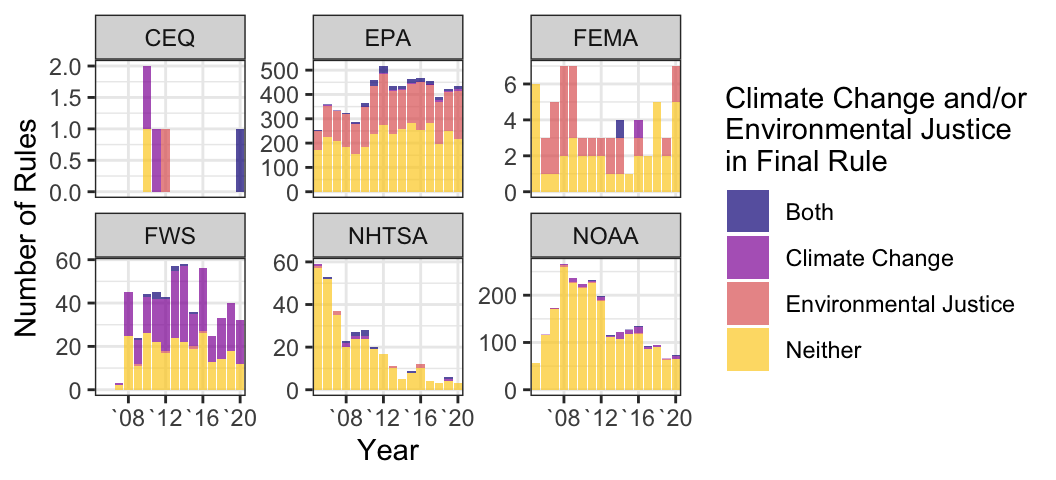 CEQ
EPA
FEMA
2.0
1.5
1.0
0.5
0.0
500
400
300
200
100
0
6
4
2
0
FWS
NHTSA
NOAA
60
40
20
0
60
40
20
0
200
100
0
`08 `12 `16 `20
`08 `12 `16 `20
`08 `12 `16 `20
Year
Number of Rules
Climate Change and/or
Environmental Justice
in Final Rule
Both
Climate Change
Environmental Justice
Neither